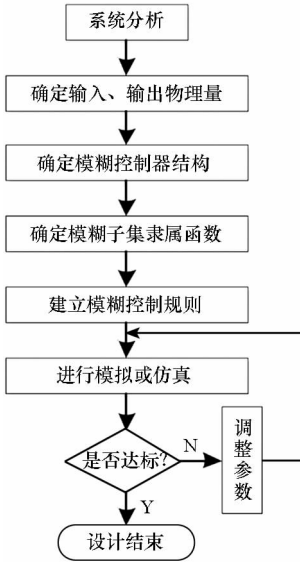 系统分析
确定输入、输出物理量
确定模糊控制器结构
确定模糊子集隶属函数
建立模糊控制规则
进行模拟或仿真
是否达标?
N
调整参数
Y
设计结束